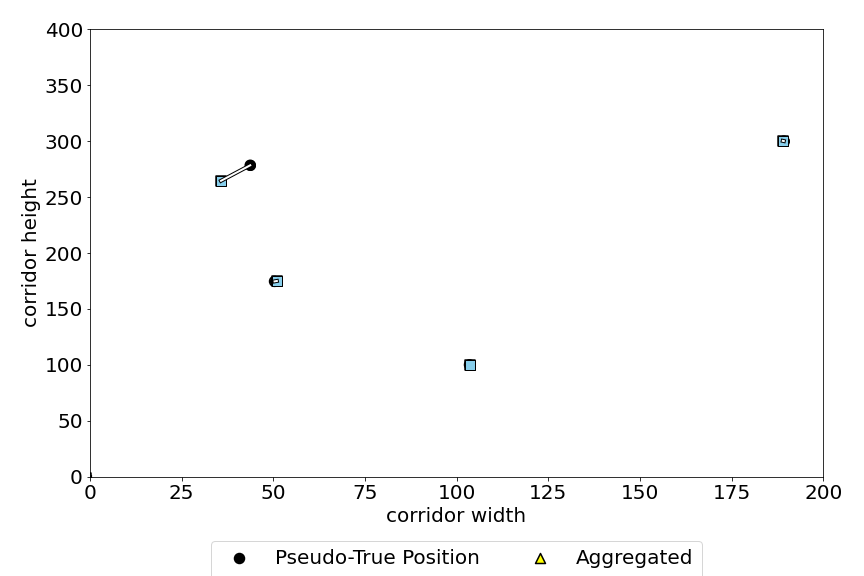 400
350
300
250
200
150
100
50
0
corridor height
0 25 50 75 100 125 150 175 200
corridor width
Pseudo-True Position Aggregated